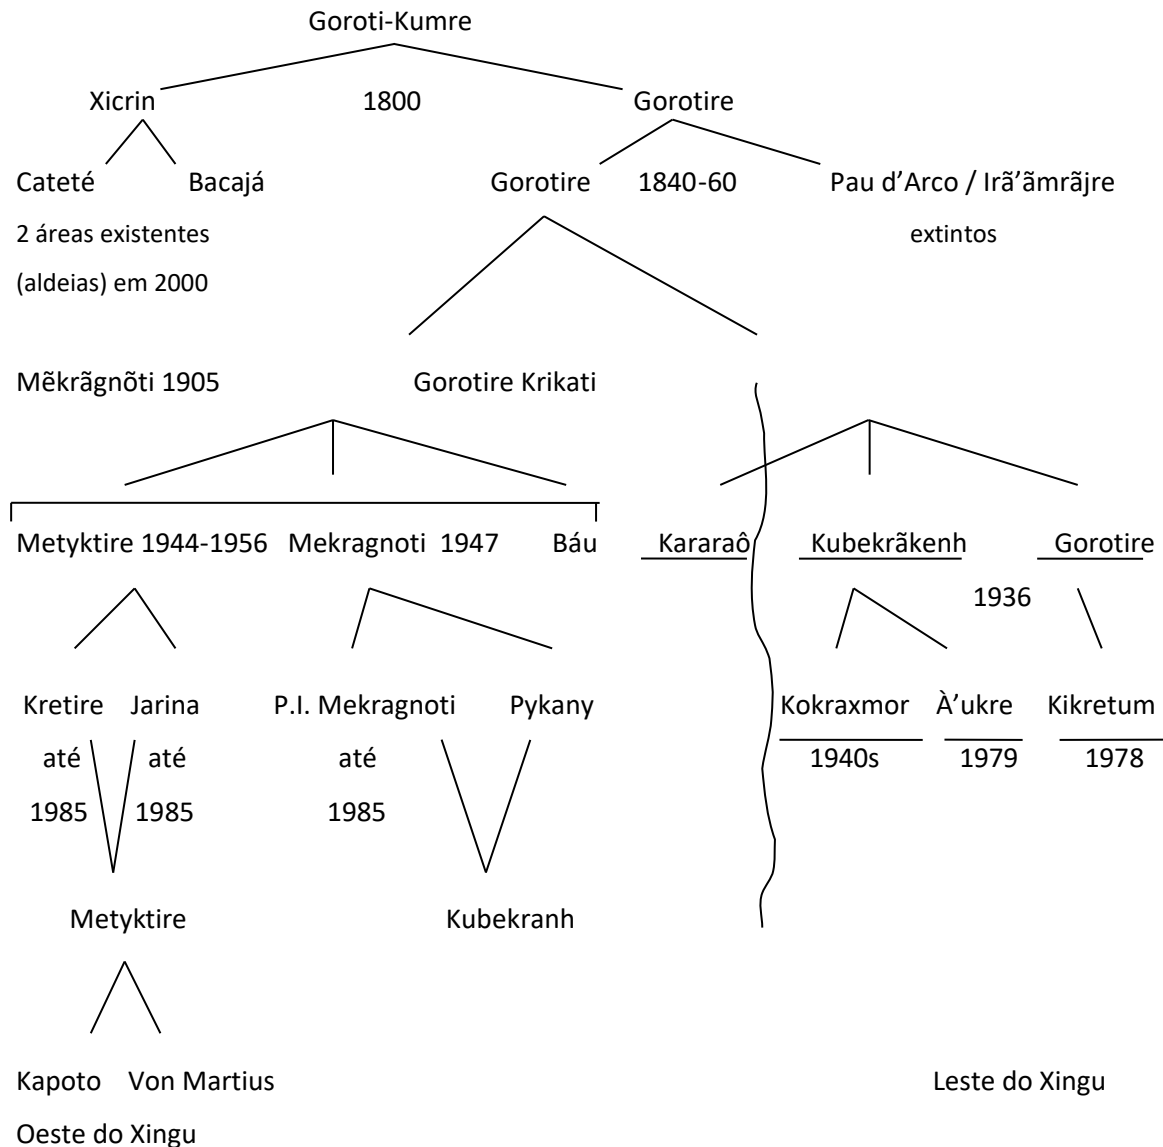 Goroti-Kumre
Xicrin 1800 Gorotire
Cateté Bacajá Gorotire 1840-60 Pau d’Arco / Irã’ãmrãjre
2 áreas existentes extintos
(aldeias) em 2000
Mẽkrãgnõti 1905 Gorotire Krikati
Metyktire 1944-1956 Mekragnoti 1947 Báu Kararaô Kubekrãkenh Gorotire
1936
Kretire Jarina P.I. Mekragnoti Pykany Kokraxmor À’ukre Kikretum
até até até 1940s 1979 1978
1985 1985 1985
Metyktire Kubekranh
Kapoto Von Martius Leste do Xingu
Oeste do Xingu